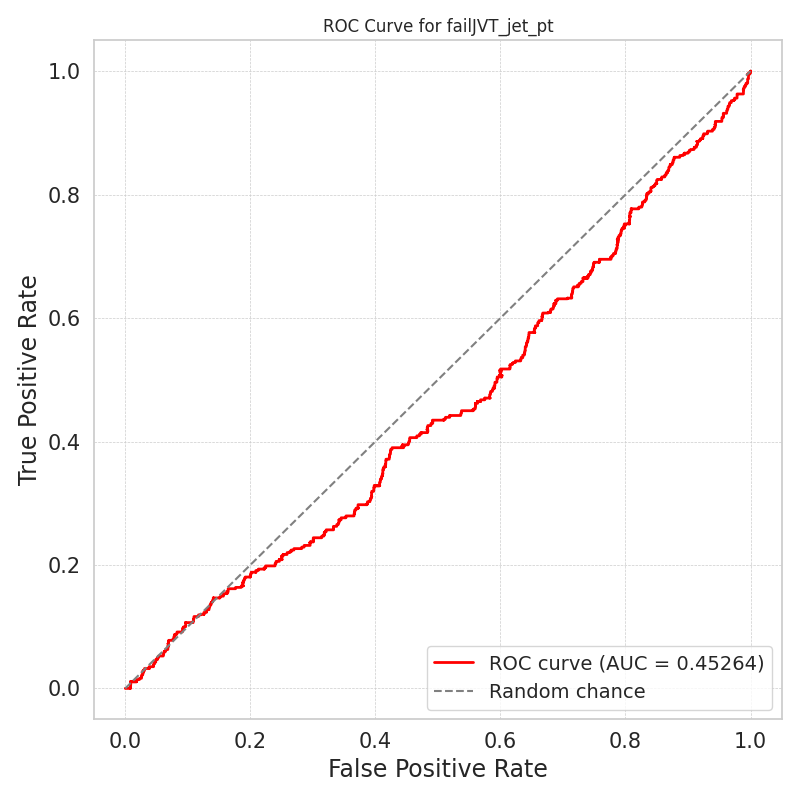 ROC Curve for failJVT_jet_pt
1.0
0.8
0.6
0.4
0.2
0.0
True Positive Rate
ROC curve (AUC = 0.45264)
Random chance
0.0 0.2 0.4 0.6 0.8 1.0
False Positive Rate